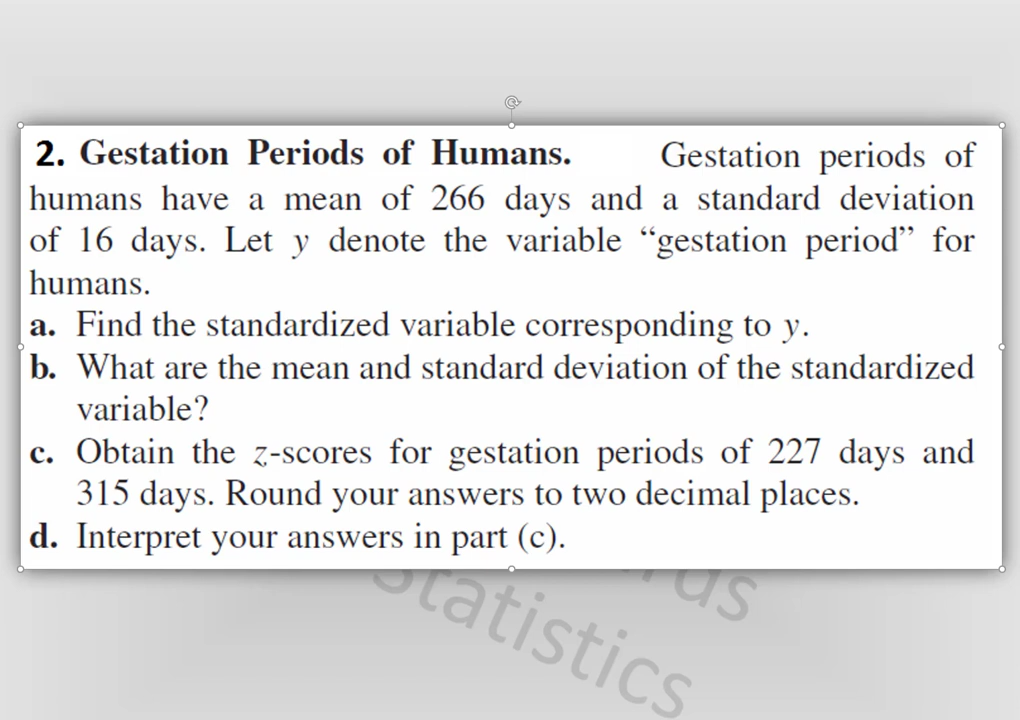 2. Gestation Periods of Humans. Gestation periods of
humans have a mean of 266 days and a standard deviation
of 16 days. Let y denote the variable “gestation period” for
humans.
a. Find the standardized variable corresponding to y.
b. What are the mean and standard deviation of the standardized
variable?
c. Obtain the z-scores for gestation periods of 227 days and
315 days. Round your answers to two decimal places.
d. Interpret your answers in part (c).
Statistics